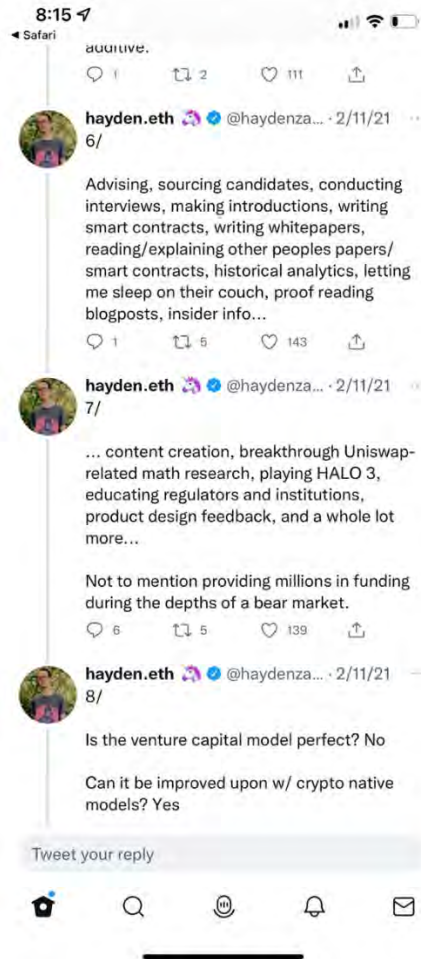 8:15
◀ Safari
auditive.
1 2 111
hayden.eth 🦄 @haydenza... · 2/11/21
6/
Advising, sourcing candidates, conducting
interviews, making introductions, writing
smart contracts, writing whitepapers,
reading/explaining other peoples papers/
smart contracts, historical analytics, letting
me sleep on their couch, proof reading
blogposts, insider info...
1 5 143
hayden.eth 🦄 @haydenza... · 2/11/21
7/
... content creation, breakthrough Uniswap-
related math research, playing HALO 3,
educating regulators and institutions,
product design feedback, and a whole lot
more...
Not to mention providing millions in funding
during the depths of a bear market.
6 5 139
hayden.eth 🦄 @haydenza... · 2/11/21
8/
Is the venture capital model perfect? No
Can it be improved upon w/ crypto native
models? Yes
Tweet your reply